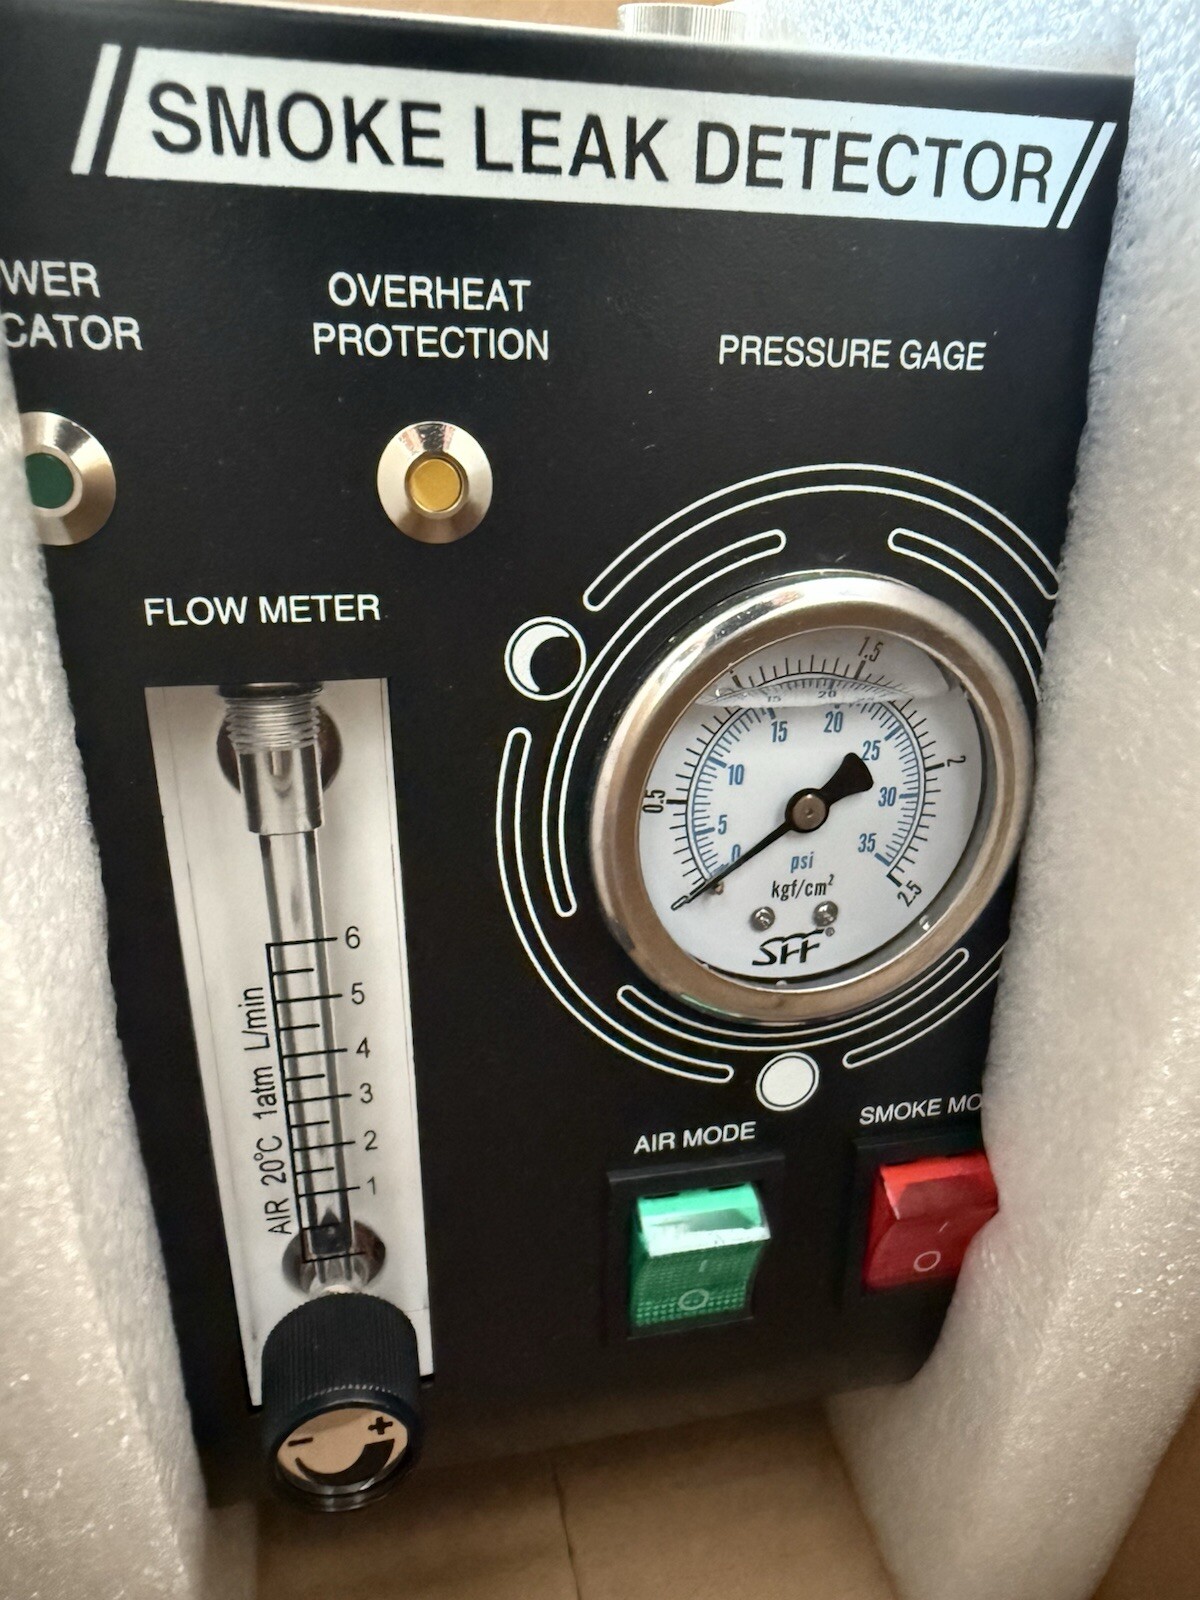 SMOKE LEAK DETECTOR
WER
CATOR
OVERHEAT
PROTECTION
PRESSURE GAGE
FLOW METER
0.5
1.5
2
2.5
0
5
10
15
20
25
30
35
psi
kgf/cm²
®
6
5
4
3
2
1
AIR 20°C 1atm L/min
AIR MODE
SMOKE MO
- +